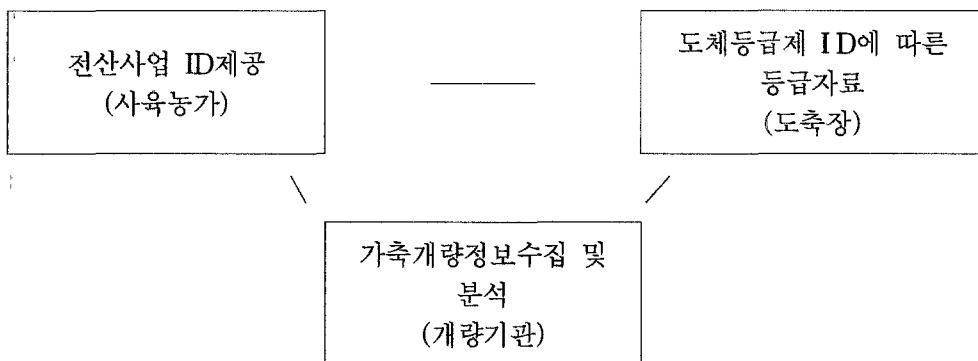 전산사업 ID제공
(사육농가)
도체등급제 ID에 따른
등급자료
(도축장)
가축개량정보수집 및
분석
(개량기관)